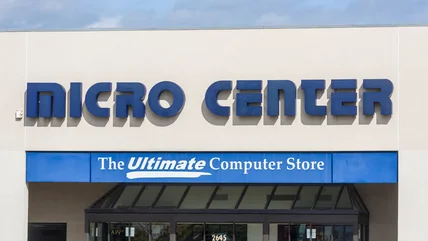 MICRO CENTER
The Ultimate Computer Store
2645